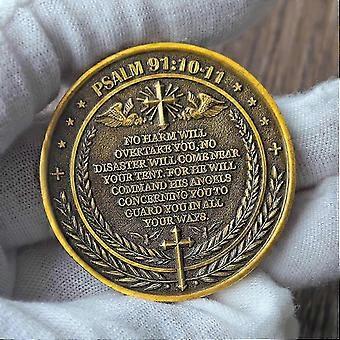 PSALM 91:10-11
NO HARM WILL
OVERTAKE YOU, NO
DISASTER WILL COME NEAR
YOUR TENT. FOR HE WILL
COMMAND HIS ANGELS
CONCERNING YOU TO
GUARD YOU IN ALL
YOUR WAYS.